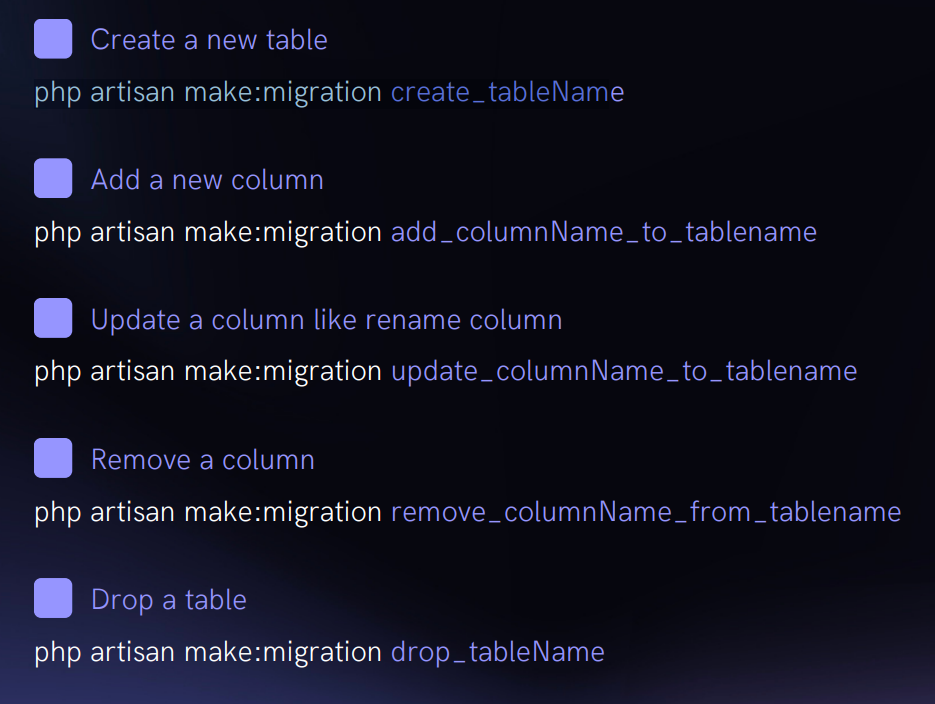 Create a new table
php artisan make:migration create_tableName
Add a new column
php artisan make:migration add_columnName_to_tablename
Update a column like rename column
php artisan make:migration update_columnName_to_tablename
Remove a column
php artisan make:migration remove_columnName_from_tablename
Drop a table
php artisan make:migration drop_tableName